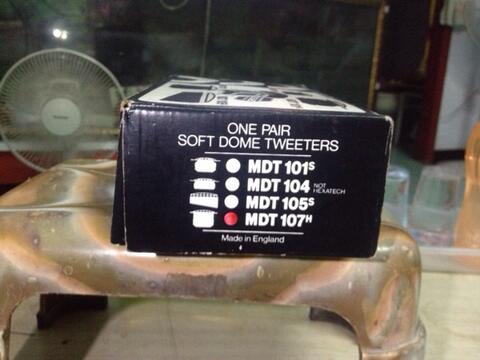 ONE PAIR
SOFT DOME TWEETERS
MDT 101S
MDT 104 NOT HEXATECH
MDT 105S
MDT 107H
Made in England